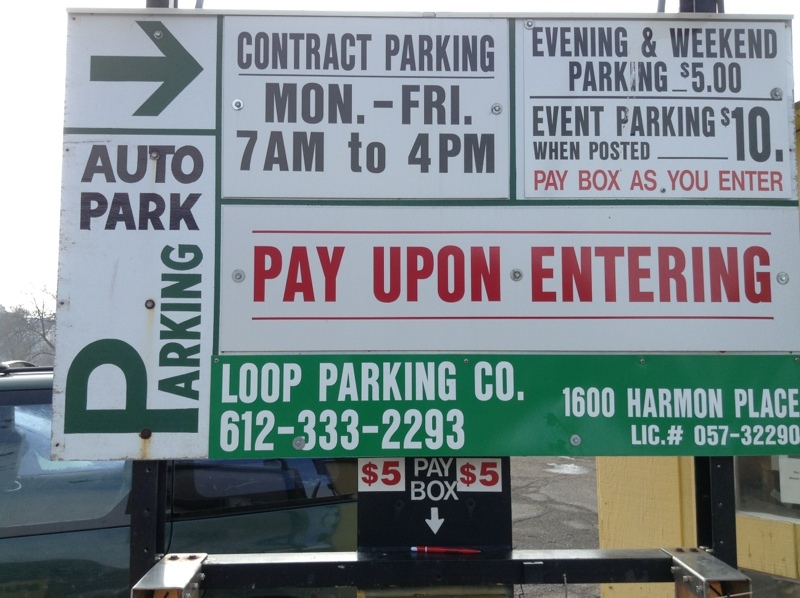 AUTO
PARK
PARKING
CONTRACT PARKING
MON. – FRI.
7AM to 4PM
EVENING & WEEKEND
PARKING $5.00
EVENT PARKING $10.
WHEN POSTED
PAY BOX AS YOU ENTER
PAY UPON ENTERING
LOOP PARKING CO.
612-333-2293
1600 HARMON PLACE
LIC.# 057-32290
$5 PAY $5
BOX